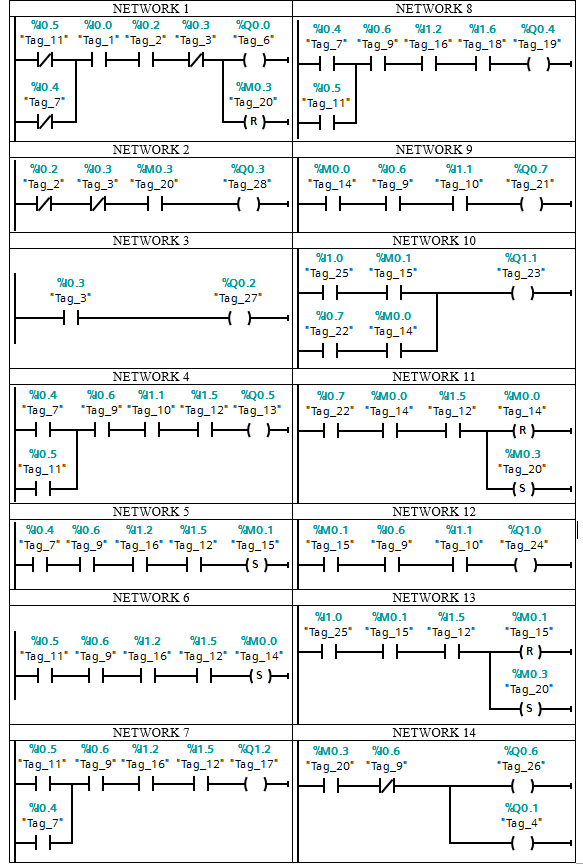 NETWORK 1
%I0.5 %I0.0 %I0.2 %I0.3 %Q0.0
"Tag_11" "Tag_1" "Tag_2" "Tag_3" "Tag_6"
%I0.4 %M0.3
"Tag_7" "Tag_20"
R
NETWORK 2
%I0.2 %I0.3 %M0.3 %Q0.3
"Tag_2" "Tag_3" "Tag_20" "Tag_28"
NETWORK 3
%I0.3 %Q0.2
"Tag_3" "Tag_27"
NETWORK 4
%I0.4 %I0.6 %I1.1 %I1.5 %Q0.5
"Tag_7" "Tag_9" "Tag_10" "Tag_12" "Tag_13"
%I0.5
"Tag_11"
NETWORK 5
%I0.4 %I0.6 %I1.2 %I1.5 %M0.1
"Tag_7" "Tag_9" "Tag_16" "Tag_12" "Tag_15"
S
NETWORK 6
%I0.5 %I0.6 %I1.2 %I1.5 %M0.0
"Tag_11" "Tag_9" "Tag_16" "Tag_12" "Tag_14"
S
NETWORK 7
%I0.5 %I0.6 %I1.2 %I1.5 %Q1.2
"Tag_11" "Tag_9" "Tag_16" "Tag_12" "Tag_17"
%I0.4
"Tag_7"
NETWORK 8
%I0.4 %I0.6 %I1.2 %I1.6 %Q0.4
"Tag_7" "Tag_9" "Tag_16" "Tag_18" "Tag_19"
%I0.5
"Tag_11"
NETWORK 9
%M0.0 %I0.6 %I1.1 %Q0.7
"Tag_14" "Tag_9" "Tag_10" "Tag_21"
NETWORK 10
%I1.0 %M0.1 %Q1.1
"Tag_25" "Tag_15" "Tag_23"
%I0.7 %M0.0
"Tag_22" "Tag_14"
NETWORK 11
%I0.7 %M0.0 %I1.5 %M0.0
"Tag_22" "Tag_14" "Tag_12" "Tag_14"
R
%M0.3
"Tag_20"
S
NETWORK 12
%M0.1 %I0.6 %I1.1 %Q1.0
"Tag_15" "Tag_9" "Tag_10" "Tag_24"
NETWORK 13
%I1.0 %M0.1 %I1.5 %M0.1
"Tag_25" "Tag_15" "Tag_12" "Tag_15"
R
%M0.3
"Tag_20"
S
NETWORK 14
%M0.3 %I0.6 %Q0.6
"Tag_20" "Tag_9" "Tag_26"
%Q0.1
"Tag_4"